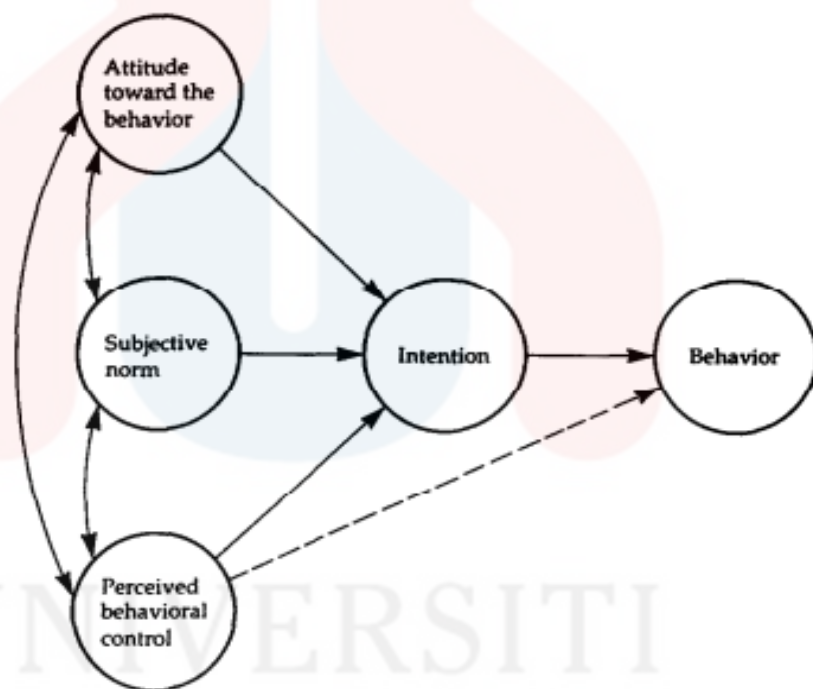 Attitude
toward the
behavior
Subjective
norm
Intention
Behavior
Perceived
behavioral
control
NIVERSITI